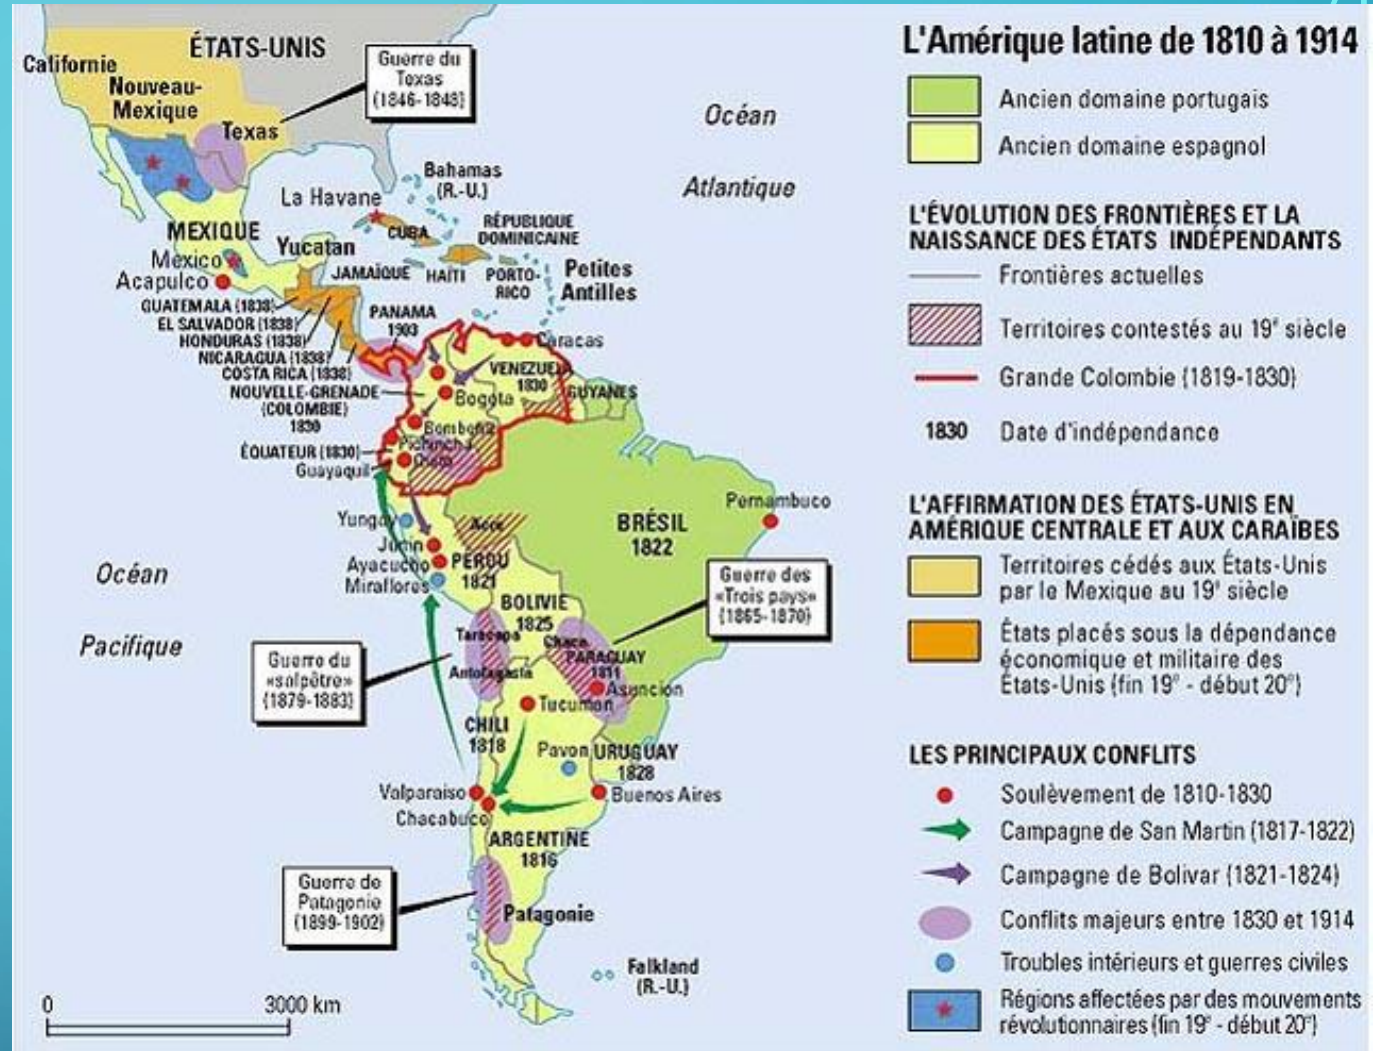 L'Amérique latine de 1810 à 1914
Ancien domaine portugais
Ancien domaine espagnol
L'ÉVOLUTION DES FRONTIÈRES ET LA
NAISSANCE DES ÉTATS INDÉPENDANTS
Frontières actuelles
Territoires contestés au 19e siècle
Grande Colombie (1819-1830)
1830 Date d'indépendance
L'AFFIRMATION DES ÉTATS-UNIS EN
AMÉRIQUE CENTRALE ET AUX CARAÏBES
Territoires cédés aux États-Unis
par le Mexique au 19e siècle
États placés sous la dépendance
économique et militaire des
États-Unis (fin 19e - début 20e)
LES PRINCIPAUX CONFLITS
Soulèvement de 1810-1830
Campagne de San Martin (1817-1822)
Campagne de Bolivar (1821-1824)
Conflits majeurs entre 1830 et 1914
Troubles intérieurs et guerres civiles
Régions affectées par des mouvements
révolutionnaires (fin 19e - début 20e)
ÉTATS-UNIS
Californie
Nouveau-
Mexique
Texas
Guerre du
Texas
(1846-1848)
Océan
Atlantique
Bahamas
(R.-U.)
La Havane
CUBA
RÉPUBLIQUE
DOMINICAINE
MEXIQUE
Yucatan
Mexico
Acapulco
JAMAÏQUE
HAÏTI
PORTO-
RICO
Petites
Antilles
GUATEMALA (1838)
EL SALVADOR (1838)
HONDURAS (1838)
NICARAGUA (1838)
COSTA RICA (1838)
PANAMA
1903
Caracas
VENEZUELA
1830
GUYANES
NOUVELLE-GRENADE
(COLOMBIE)
1830
Bogota
Pichincha
ÉQUATEUR (1830)
Guayaquil
Yungay
Junin
Ayacucho
Miraflores
PÉROU
1821
BRÉSIL
1822
Pernambuco
Océan
Pacifique
BOLIVIE
1825
Guerre des
«Trois pays»
(1865-1870)
Chaco
PARAGUAY
1811
Asuncion
Guerre du
«salpêtre»
(1879-1883)
Tarapapa
Antofagasta
Tucuman
CHILI
1818
Pavon
URUGUAY
1828
Valparaiso
Chacabuco
Buenos Aires
ARGENTINE
1816
Guerre de
Patagonie
(1899-1902)
Patagonie
Falkland
(R.-U.)
0 3000 km